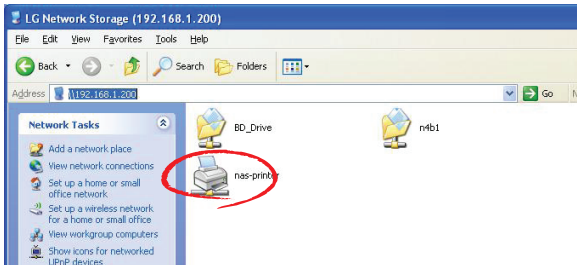 LG Network Storage (192.168.1.200)
File Edit View Favorites Tools Help
Back Search Folders
Address \\192.168.1.200 Go N
Network Tasks
Add a network place
View network connections
Set up a home or small
office network
Set up a wireless network
for a home or small office
View workgroup computers
Show icons for networked
UPnP devices
BD_Drive
n4b1
nas-printer